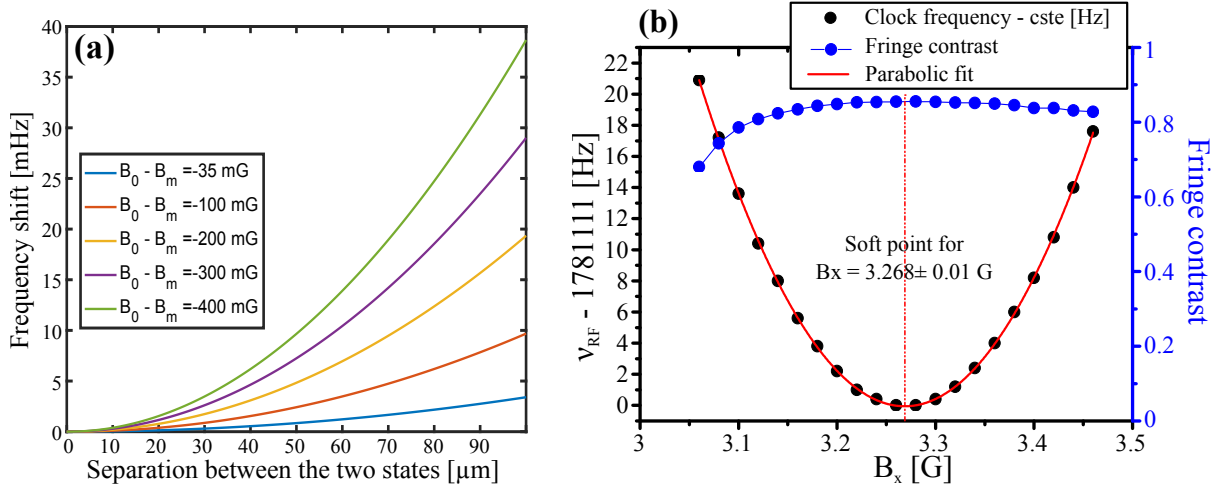 (a)
40
35
30
25
20
15
10
5
0
Frequency shift [mHz]
B0 - Bm =-35 mG
B0 - Bm =-100 mG
B0 - Bm =-200 mG
B0 - Bm =-300 mG
B0 - Bm =-400 mG
0 10 20 30 40 50 60 70 80 90
Separation between the two states [µm]
(b)
Clock frequency - cste [Hz]
Fringe contrast
Parabolic fit
22
20
18
16
14
12
10
8
6
4
2
0
νRF - 1781111 [Hz]
Soft point for
Bx = 3.268± 0.01 G
3 3.1 3.2 3.3 3.4 3.5
Bx [G]
1
0.8
0.6
0.4
0.2
0
Fringe contrast